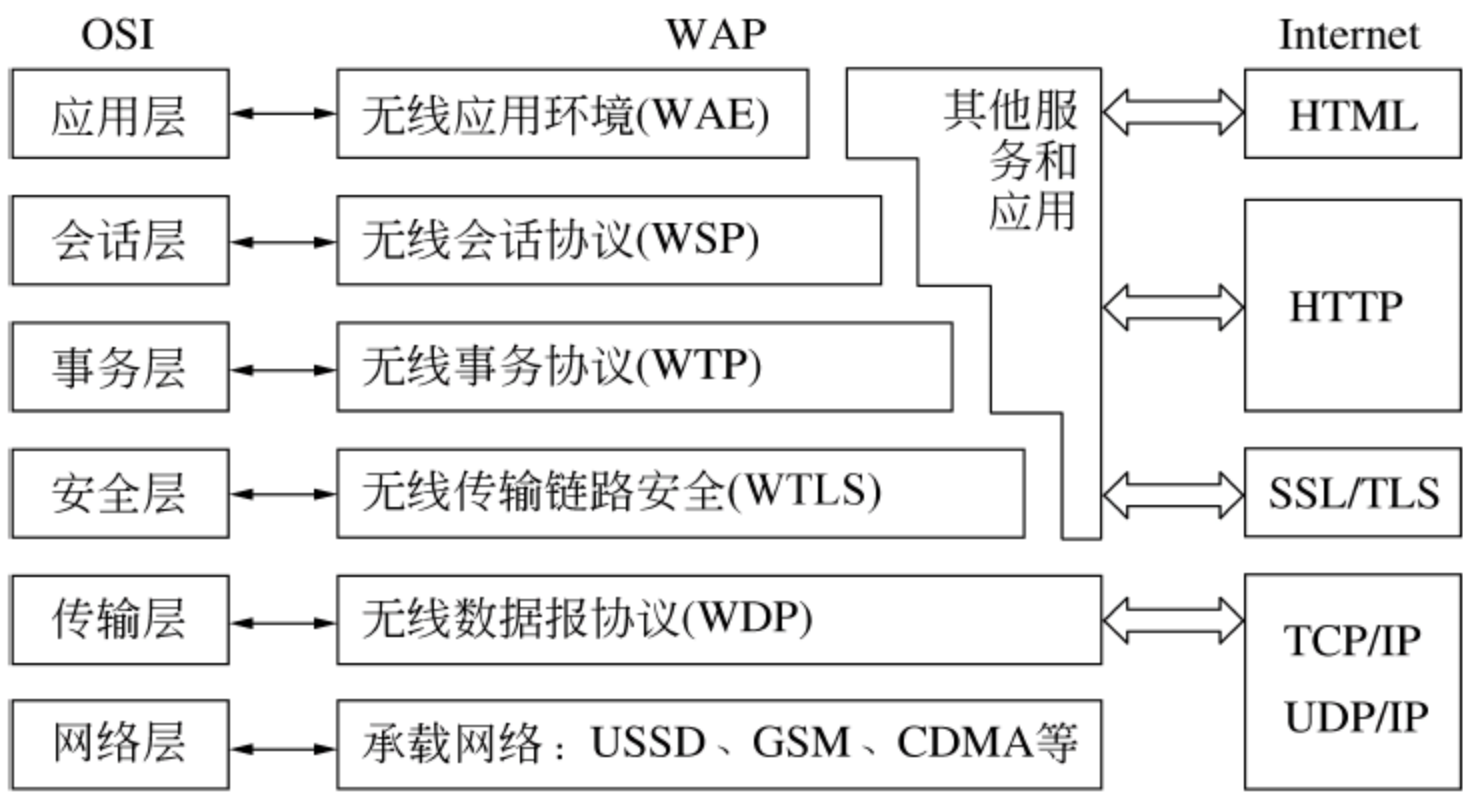 OSI
WAP
Internet
应用层
无线应用环境(WAE)
其他服
务和
应用
HTML
会话层
无线会话协议(WSP)
HTTP
事务层
无线事务协议(WTP)
安全层
无线传输链路安全(WTLS)
SSL/TLS
传输层
无线数据报协议(WDP)
TCP/IP
UDP/IP
网络层
承载网络：USSD、GSM、CDMA等